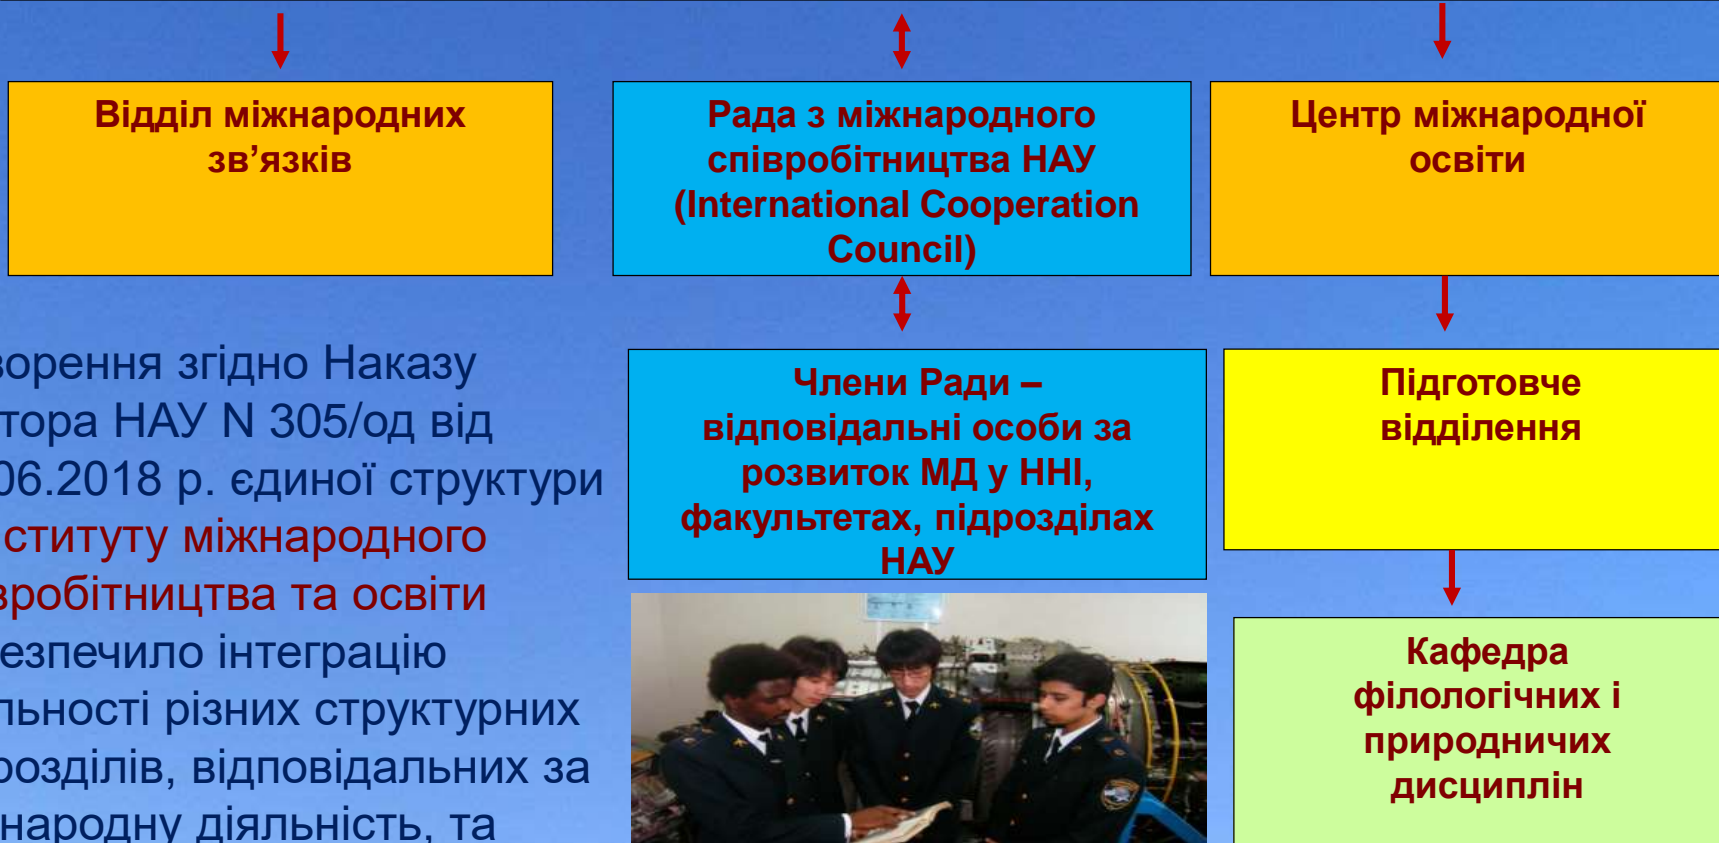 Відділ міжнародних
зв’язків
Рада з міжнародного
співробітництва НАУ
(International Cooperation
Council)
Центр міжнародної
освіти
ворення згідно Наказу
тора НАУ N 305/од від
06.2018 р. єдиної структури
ституту міжнародного
вробітництва та освіти
езпечило інтеграцію
льності різних структурних
розділів, відповідальних за
народну діяльність, та
Члени Ради –
відповідальні особи за
розвиток МД у ННІ,
факультетах, підрозділах
НАУ
Підготовче
відділення
Кафедра
філологічних і
природничих
дисциплін